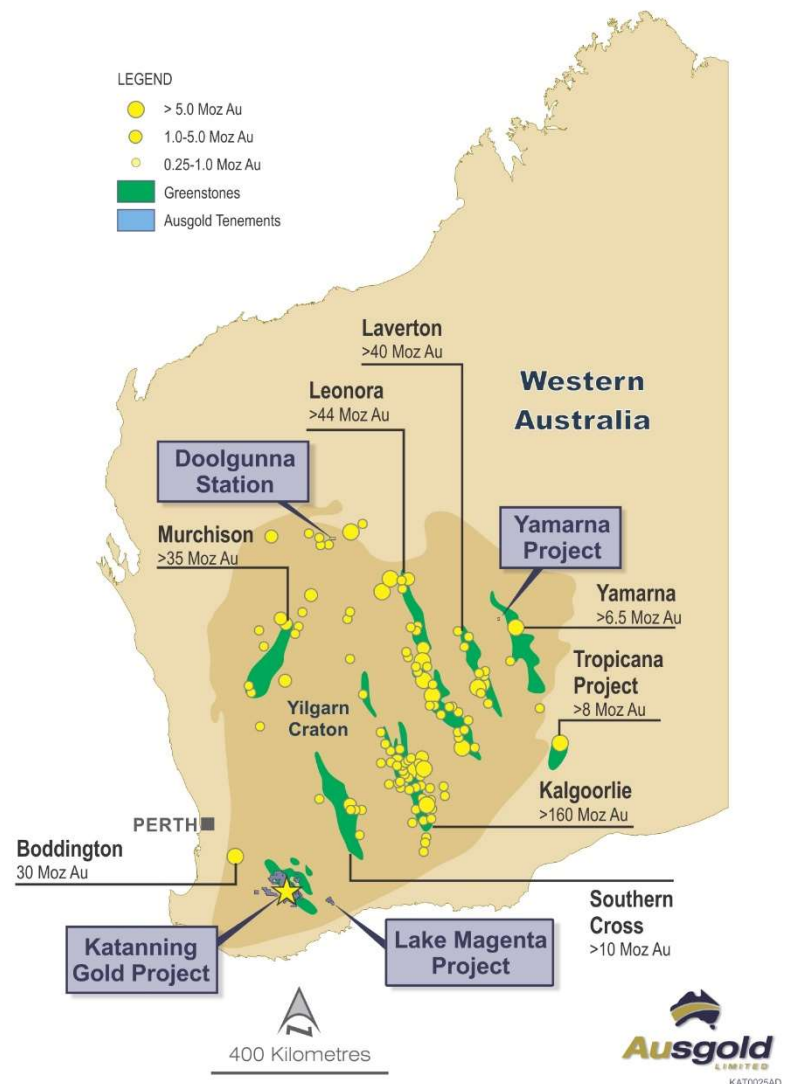 LEGEND
> 5.0 Moz Au
1.0-5.0 Moz Au
0.25-1.0 Moz Au
Greenstones
Ausgold Tenements
Laverton
>40 Moz Au
Leonora
>44 Moz Au
Western
Australia
Doolgunna
Station
Murchison
>35 Moz Au
Yamarna
Project
Yamarna
>6.5 Moz Au
Tropicana
Project
>8 Moz Au
Yilgarn
Craton
Kalgoorlie
>160 Moz Au
PERTH
Boddington
30 Moz Au
Southern
Cross
>10 Moz Au
Katanning
Gold Project
Lake Magenta
Project
N
400 Kilometres
Ausgold
LIMITED
KAT0025AD